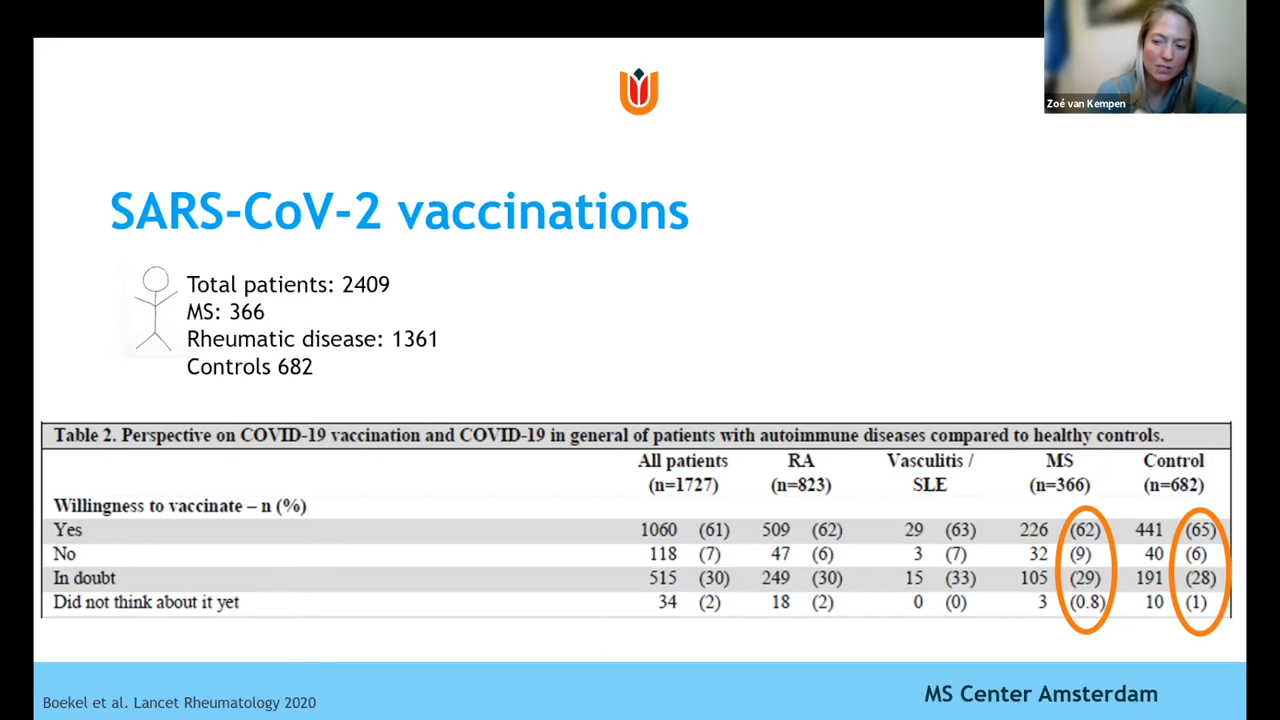 Zoé van Kempen
SARS-CoV-2 vaccinations
Total patients: 2409
MS: 366
Rheumatic disease: 1361
Controls 682
Table 2. Perspective on COVID-19 vaccination and COVID-19 in general of patients with autoimmune diseases compared to healthy controls.
All patients RA Vasculitis / MS Control
(n=1727) (n=823) SLE (n=366) (n=682)
Willingness to vaccinate – n (%)
Yes 1060 (61) 509 (62) 29 (63) 226 (62) 441 (65)
No 118 (7) 47 (6) 3 (7) 32 (9) 40 (6)
In doubt 515 (30) 249 (30) 15 (33) 105 (29) 191 (28)
Did not think about it yet 34 (2) 18 (2) 0 (0) 3 (0.8) 10 (1)
Boekel et al. Lancet Rheumatology 2020
MS Center Amsterdam